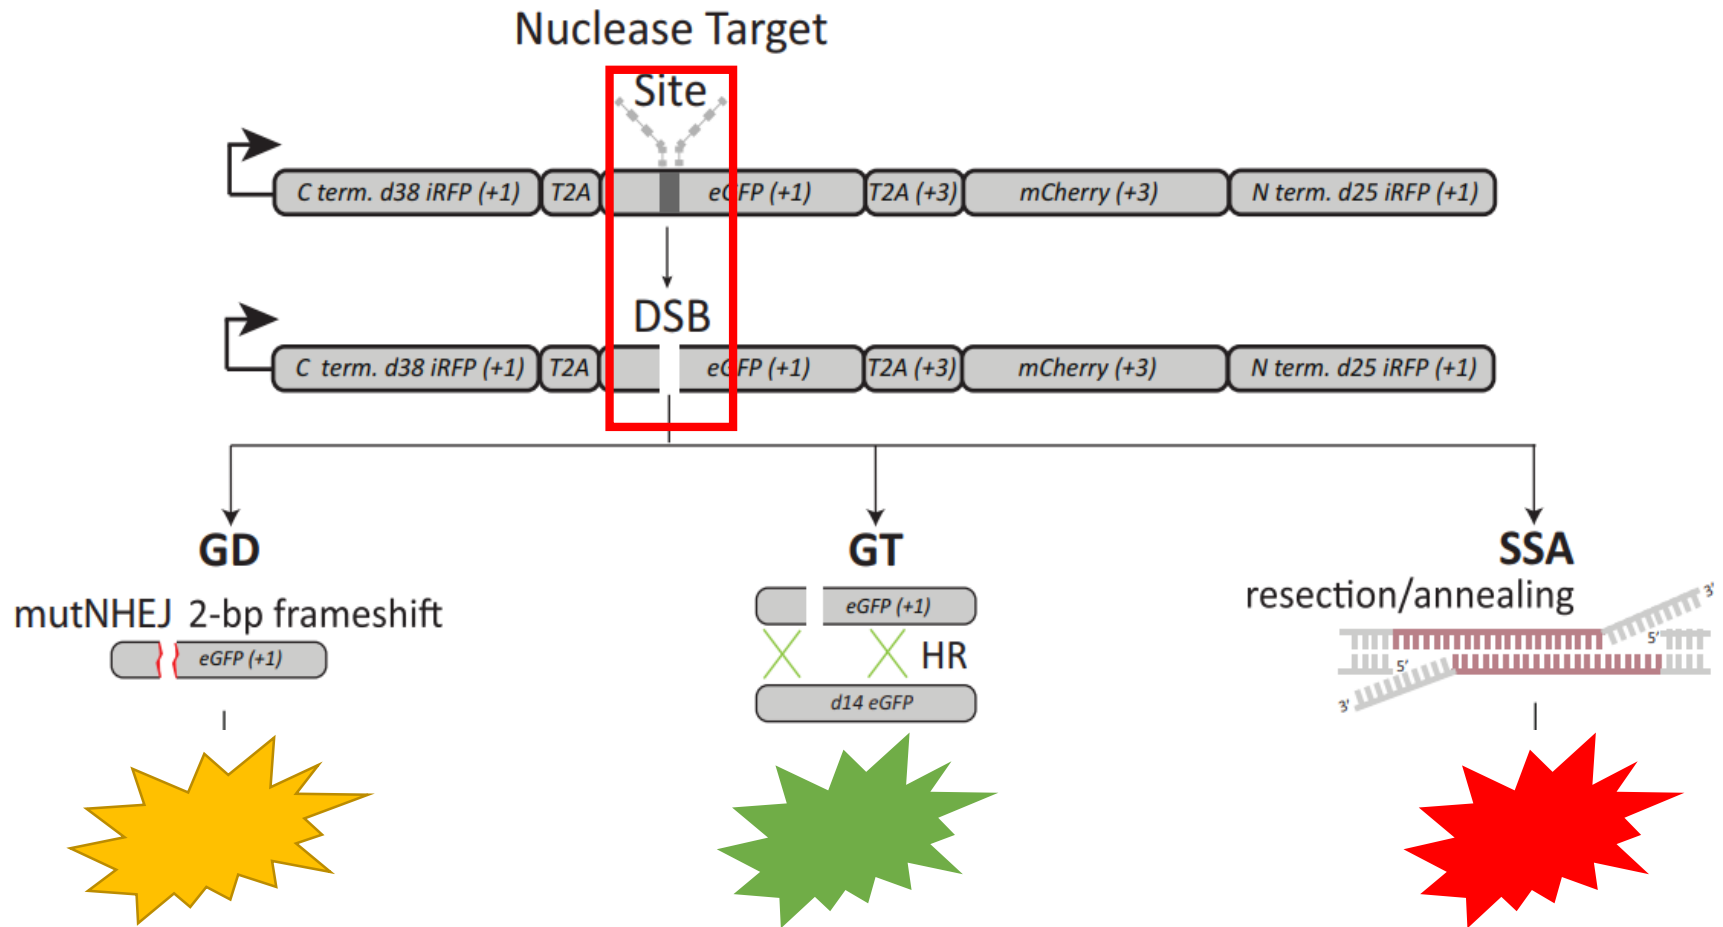 Nuclease Target
Site
C term. d38 iRFP (+1) T2A eGFP (+1) T2A (+3) mCherry (+3) N term. d25 iRFP (+1)
DSB
C term. d38 iRFP (+1) T2A eGFP (+1) T2A (+3) mCherry (+3) N term. d25 iRFP (+1)
GD
mutNHEJ 2-bp frameshift
eGFP (+1)
GT
eGFP (+1)
HR
d14 eGFP
SSA
resection/annealing
3'
5'
5'
3'